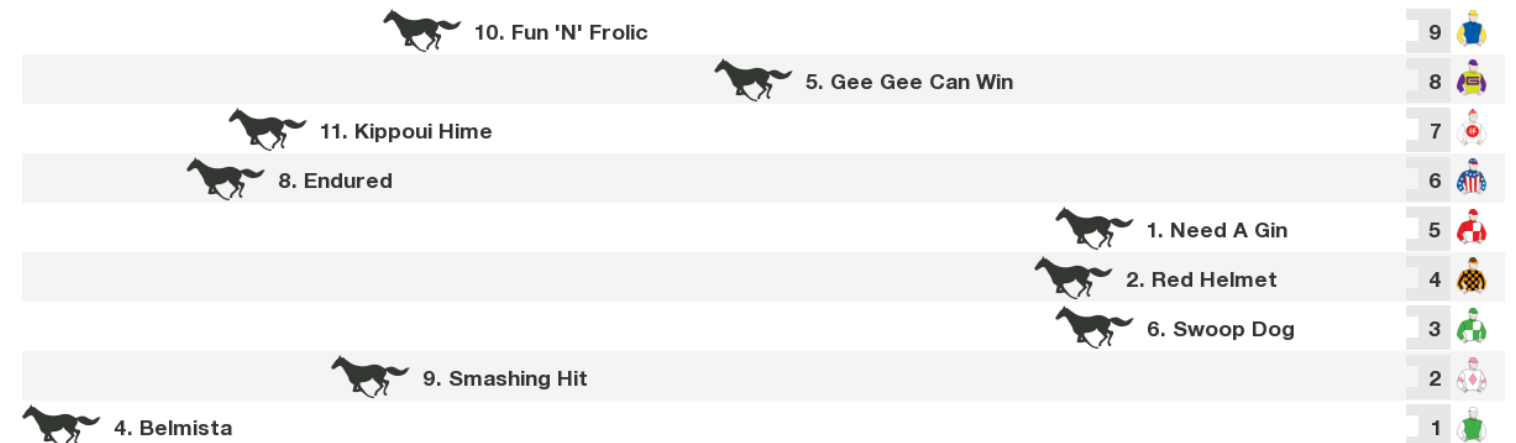 10. Fun 'N' Frolic 9
5. Gee Gee Can Win 8
11. Kippoui Hime 7
8. Endured 6
1. Need A Gin 5
2. Red Helmet 4
6. Swoop Dog 3
9. Smashing Hit 2
4. Belmista 1